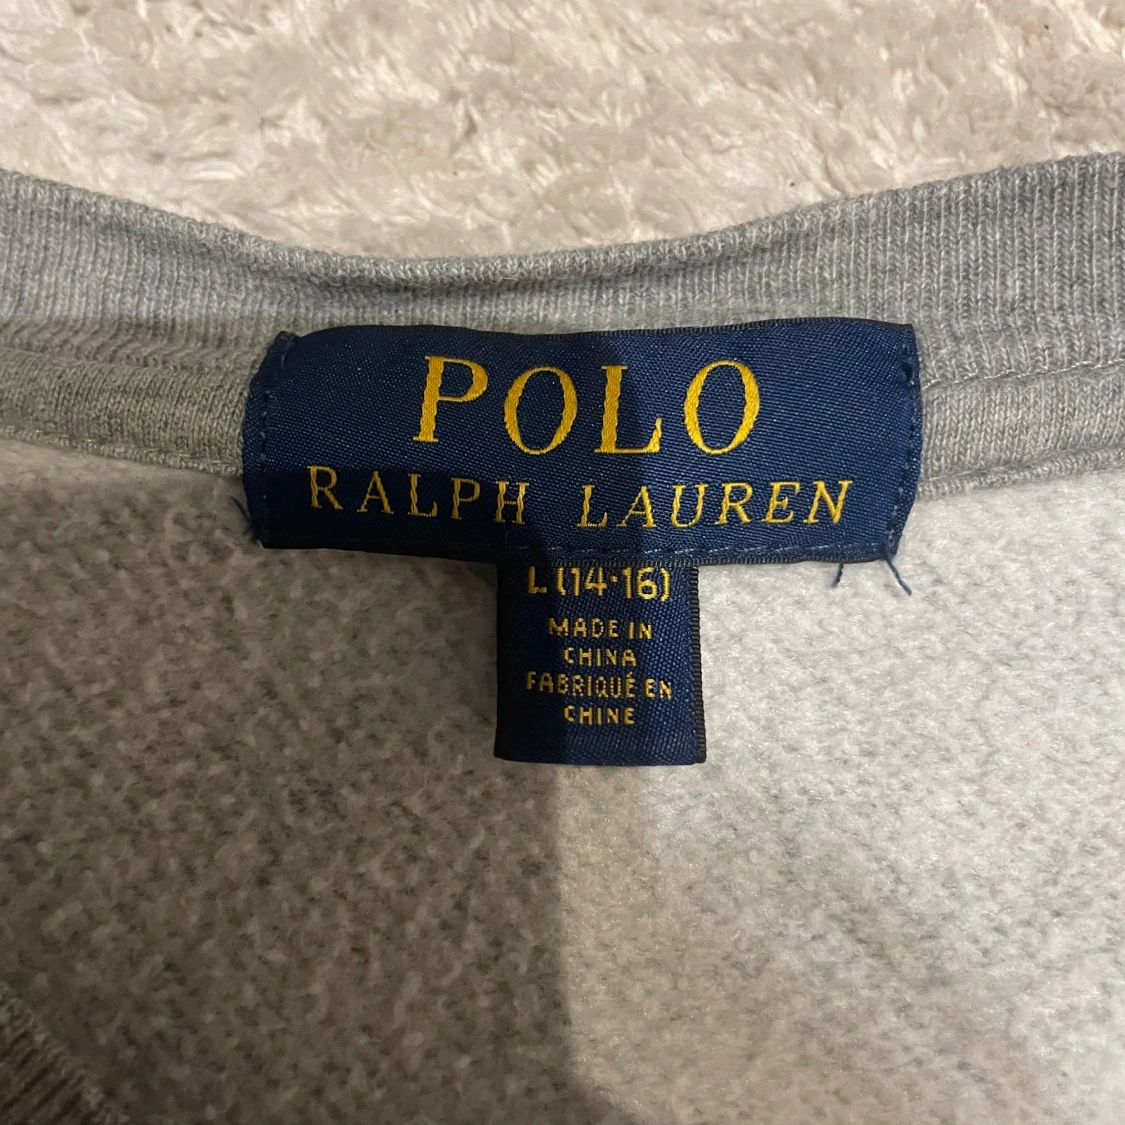 POLO
RALPH LAUREN
L (14·16)
MADE IN
CHINA
FABRIQUÉ EN
CHINE